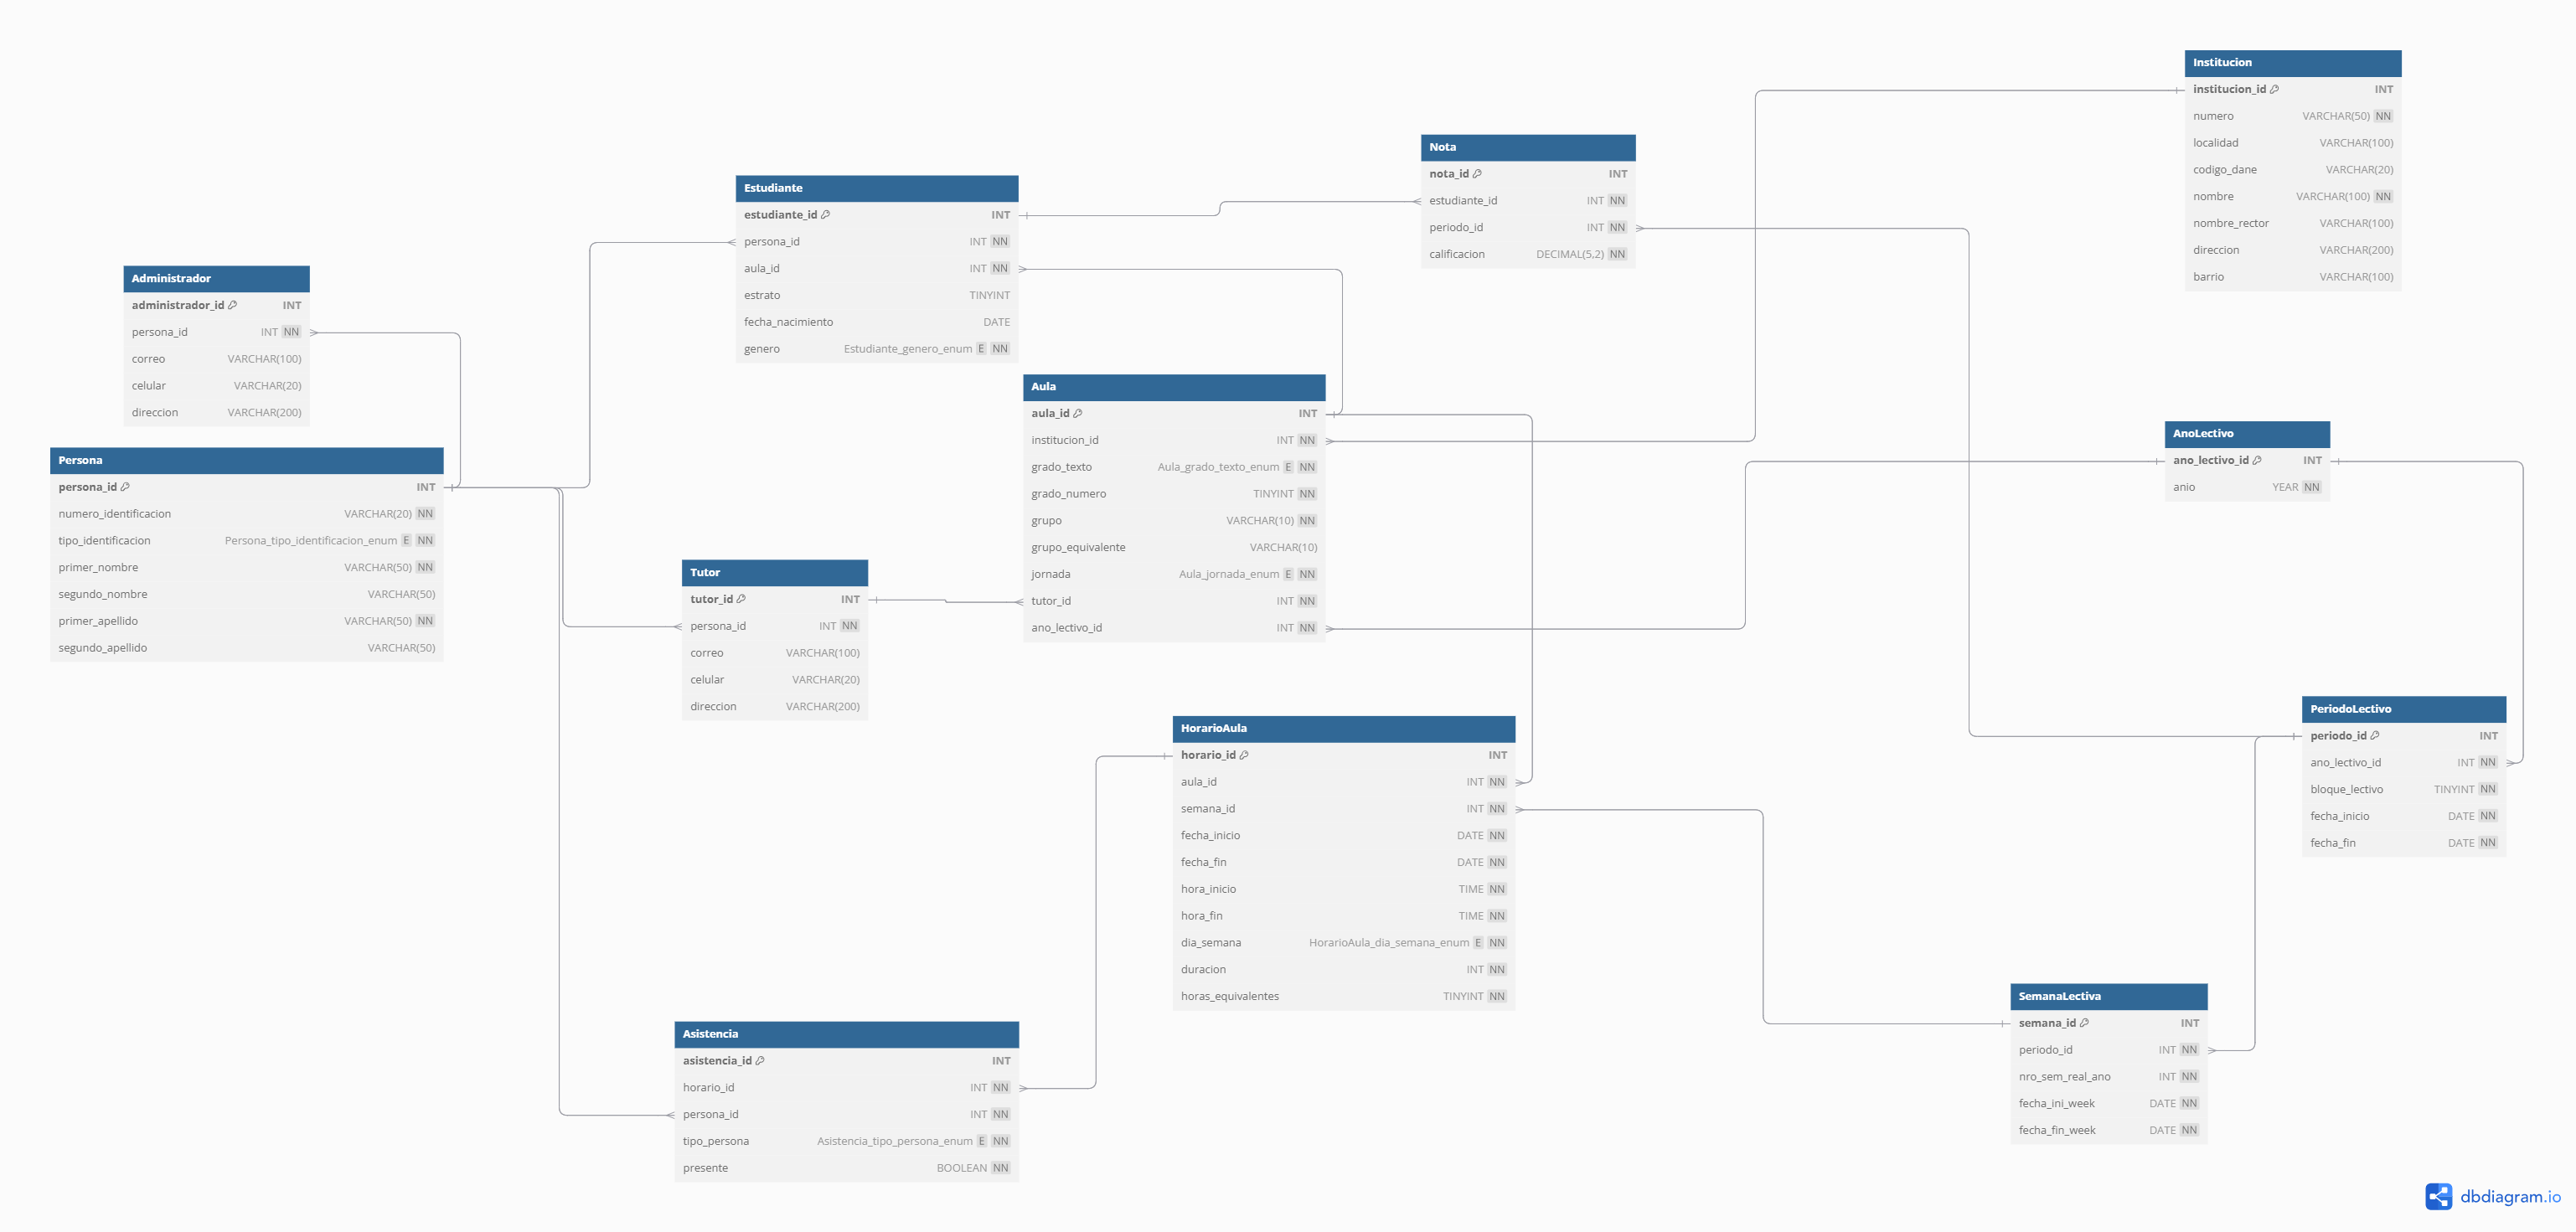 Institucion
institucion_id INT
numero VARCHAR(50) NN
localidad VARCHAR(100)
codigo_dane VARCHAR(20)
nombre VARCHAR(100) NN
nombre_rector VARCHAR(100)
direccion VARCHAR(200)
barrio VARCHAR(100)
Nota
nota_id INT
estudiante_id INT NN
periodo_id INT NN
calificacion DECIMAL(5,2) NN
Estudiante
estudiante_id INT
persona_id INT NN
aula_id INT NN
estrato TINYINT
fecha_nacimiento DATE
genero Estudiante_genero_enum E NN
Administrador
administrador_id INT
persona_id INT NN
correo VARCHAR(100)
celular VARCHAR(20)
direccion VARCHAR(200)
Aula
aula_id INT
institucion_id INT NN
grado_texto Aula_grado_texto_enum E NN
grado_numero TINYINT NN
grupo VARCHAR(10) NN
grupo_equivalente VARCHAR(10)
jornada Aula_jornada_enum E NN
tutor_id INT NN
ano_lectivo_id INT NN
AnoLectivo
ano_lectivo_id INT
anio YEAR NN
Persona
persona_id INT
numero_identificacion VARCHAR(20) NN
tipo_identificacion Persona_tipo_identificacion_enum E NN
primer_nombre VARCHAR(50) NN
segundo_nombre VARCHAR(50)
primer_apellido VARCHAR(50) NN
segundo_apellido VARCHAR(50)
Tutor
tutor_id INT
persona_id INT NN
correo VARCHAR(100)
celular VARCHAR(20)
direccion VARCHAR(200)
PeriodoLectivo
periodo_id INT
ano_lectivo_id INT NN
bloque_lectivo TINYINT NN
fecha_inicio DATE NN
fecha_fin DATE NN
HorarioAula
horario_id INT
aula_id INT NN
semana_id INT NN
fecha_inicio DATE NN
fecha_fin DATE NN
hora_inicio TIME NN
hora_fin TIME NN
dia_semana HorarioAula_dia_semana_enum E NN
duracion INT NN
horas_equivalentes TINYINT NN
SemanaLectiva
semana_id INT
periodo_id INT NN
nro_sem_real_ano INT NN
fecha_ini_week DATE NN
fecha_fin_week DATE NN
Asistencia
asistencia_id INT
horario_id INT NN
persona_id INT NN
tipo_persona Asistencia_tipo_persona_enum E NN
presente BOOLEAN NN
dbdiagram.io